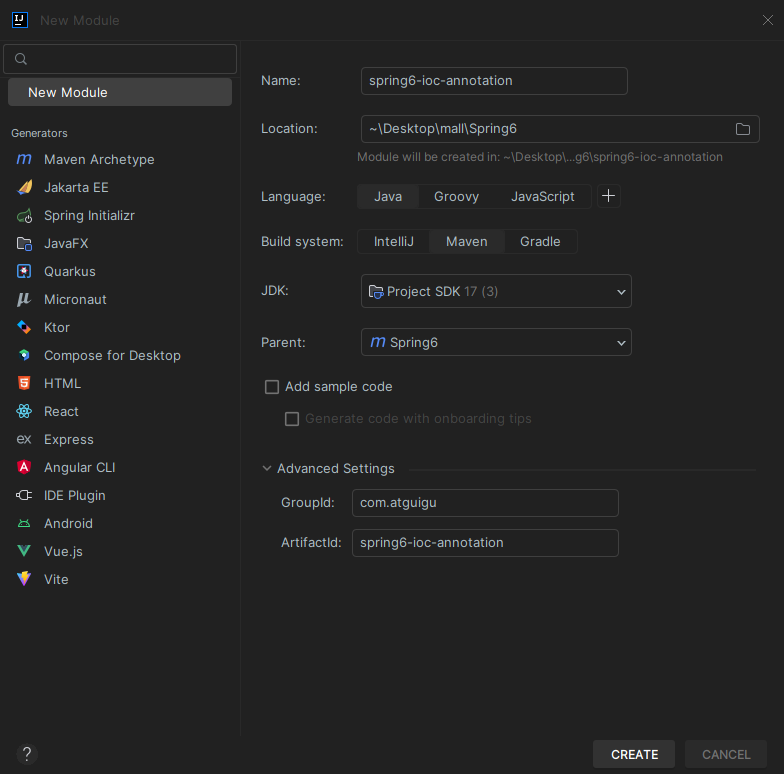 New Module
New Module
Generators
Maven Archetype
Jakarta EE
Spring Initializr
JavaFX
Quarkus
Micronaut
Ktor
Compose for Desktop
HTML
React
Express
Angular CLI
IDE Plugin
Android
Vue.js
Vite
Name: spring6-ioc-annotation
Location: ~\Desktop\mall\Spring6
Module will be created in: ~\Desktop\...g6\spring6-ioc-annotation
Language: Java Groovy JavaScript +
Build system: IntelliJ Maven Gradle
JDK: Project SDK 17 (3)
Parent: m Spring6
Add sample code
Generate code with onboarding tips
Advanced Settings
GroupId: com.atguigu
ArtifactId: spring6-ioc-annotation
? CREATE CANCEL